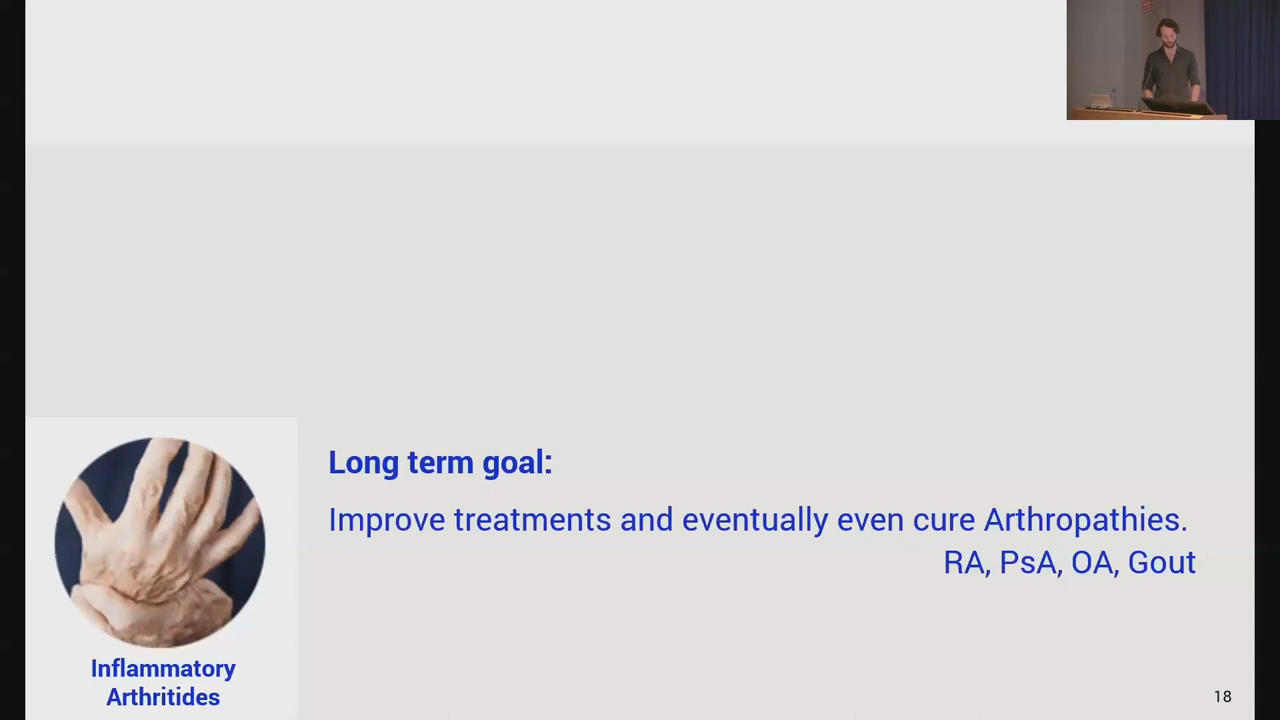 Long term goal:
Improve treatments and eventually even cure Arthropathies.
RA, PsA, OA, Gout
Inflammatory
Arthritides
18